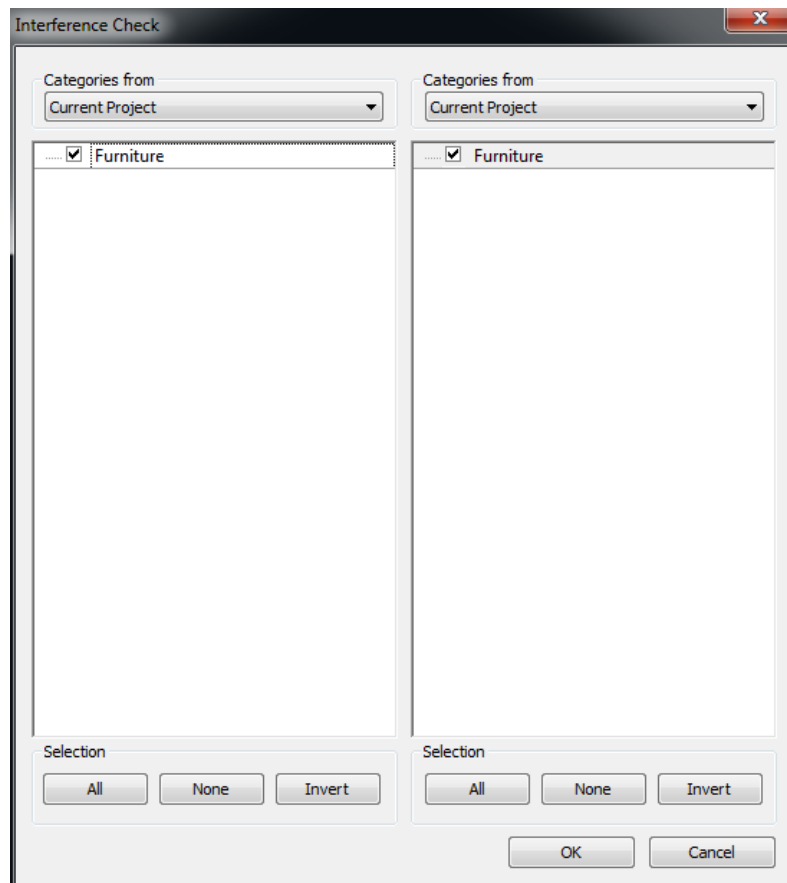 Interference Check
Categories from
Current Project
Furniture
Selection
All None Invert
Categories from
Current Project
Furniture
Selection
All None Invert
OK Cancel